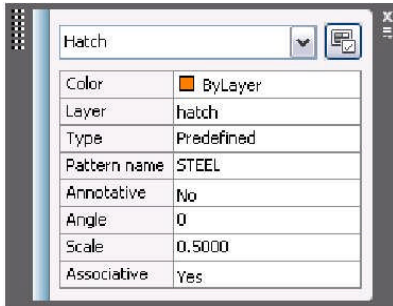 Hatch
Color ByLayer
Layer hatch
Type Predefined
Pattern name STEEL
Annotative No
Angle 0
Scale 0.5000
Associative Yes